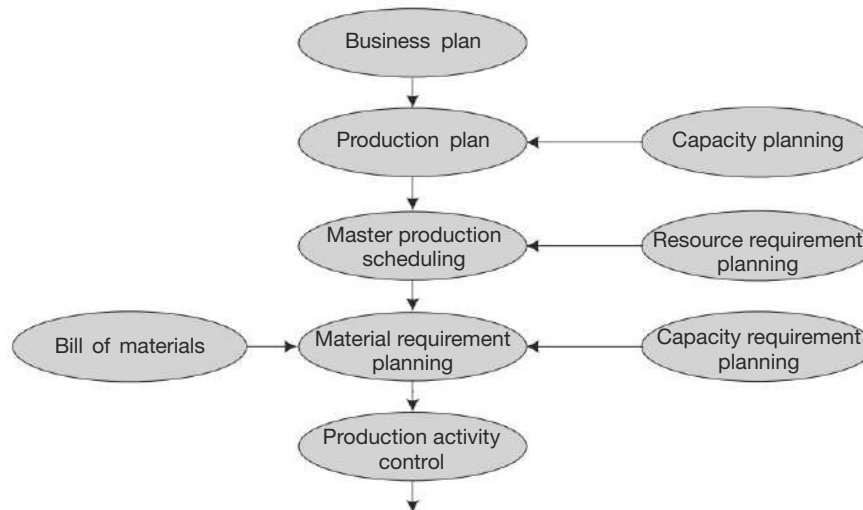 Business plan
Production plan
Capacity planning
Master production
scheduling
Resource requirement
planning
Bill of materials
Material requirement
planning
Capacity requirement
planning
Production activity
control